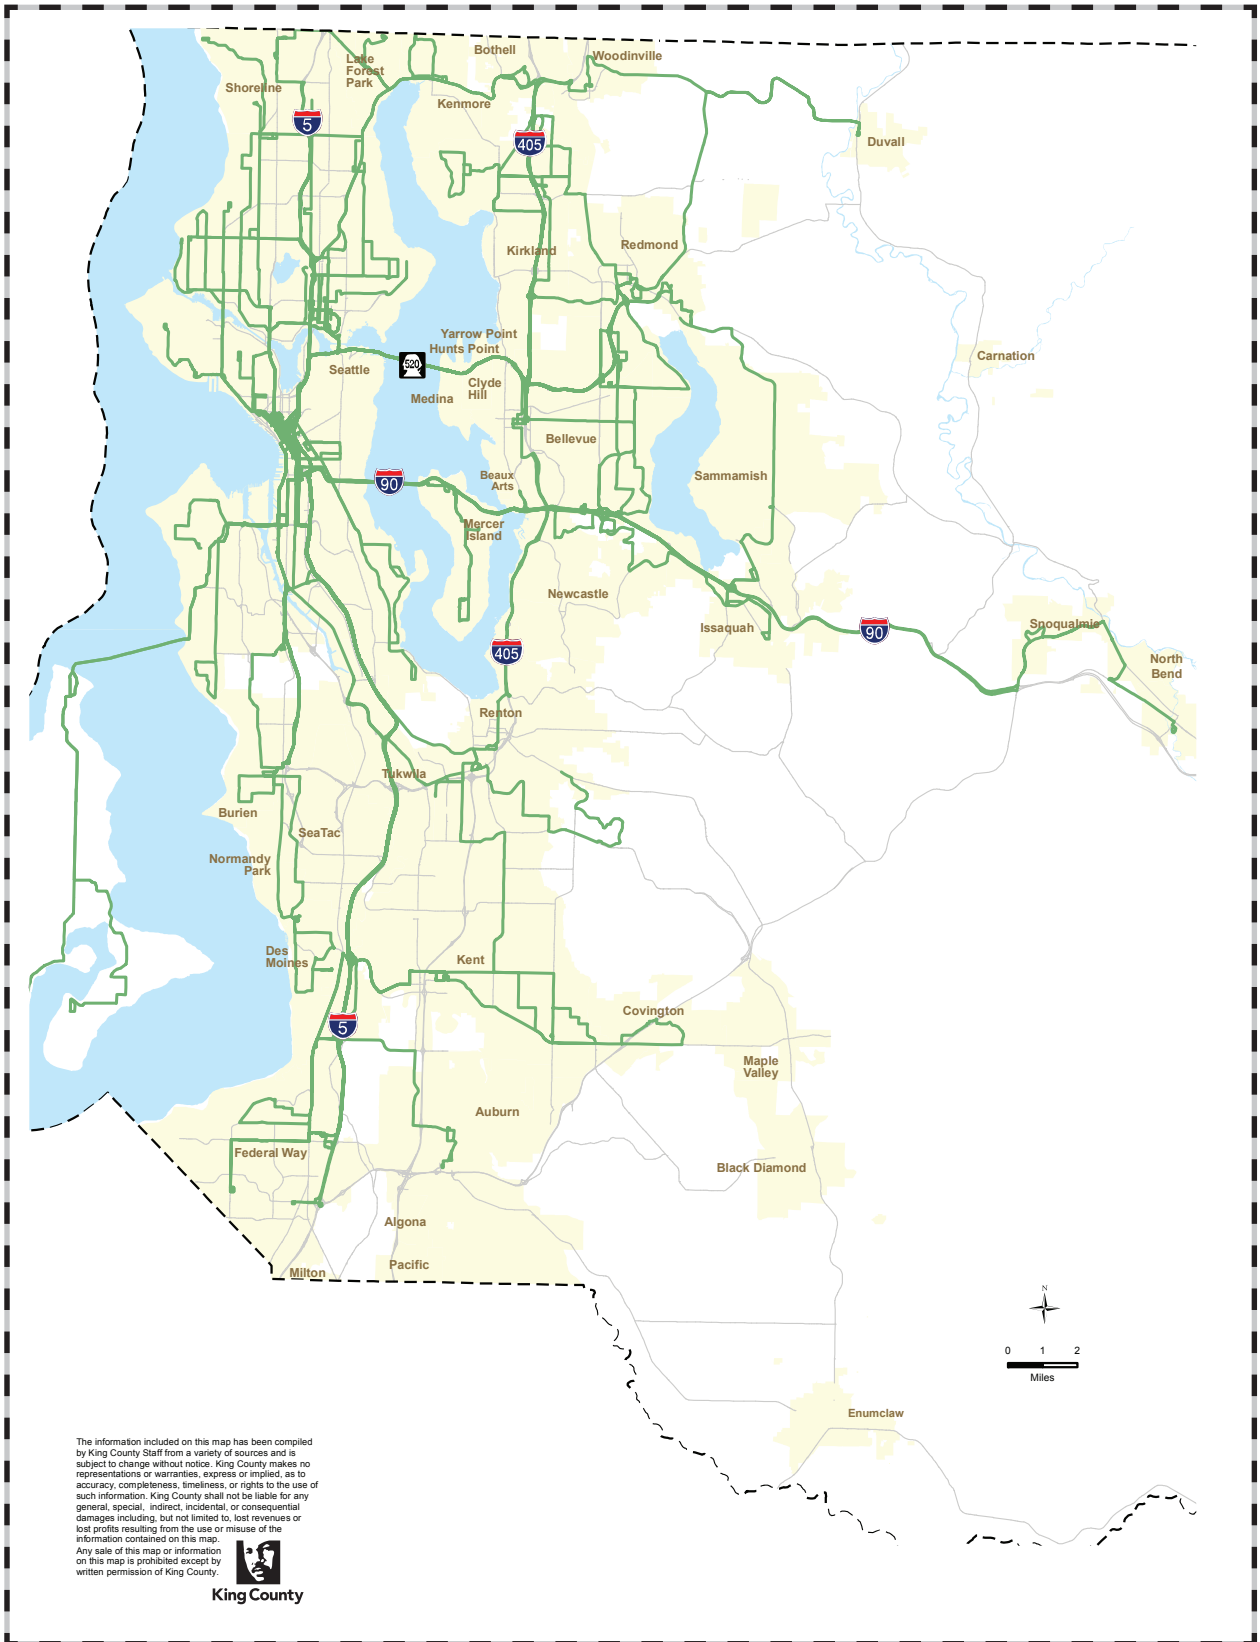 Bothell
Woodinville
Lake
Forest
Park
Shoreline
Kenmore
5
405
Duvall
Kirkland
Redmond
Yarrow Point
Hunts Point
520
Seattle
Clyde
Hill
Medina
Carnation
Bellevue
Beaux
Arts
Sammamish
90
Mercer
Island
Newcastle
Issaquah
90
Snoqualmie
405
North
Bend
Renton
Tukwila
Burien
SeaTac
Normandy
Park
Des
Moines
Kent
Covington
5
Maple
Valley
Auburn
Federal Way
Black Diamond
Algona
Pacific
Milton
N
0 1 2
Miles
Enumclaw
The information included on this map has been compiled
by King County Staff from a variety of sources and is
subject to change without notice. King County makes no
representations or warranties, express or implied, as to
accuracy, completeness, timeliness, or rights to the use of
such information. King County shall not be liable for any
general, special, indirect, incidental, or consequential
damages including, but not limited to, lost revenues or
lost profits resulting from the use or misuse of the
information contained on this map.
Any sale of this map or information
on this map is prohibited except by
written permission of King County.
King County